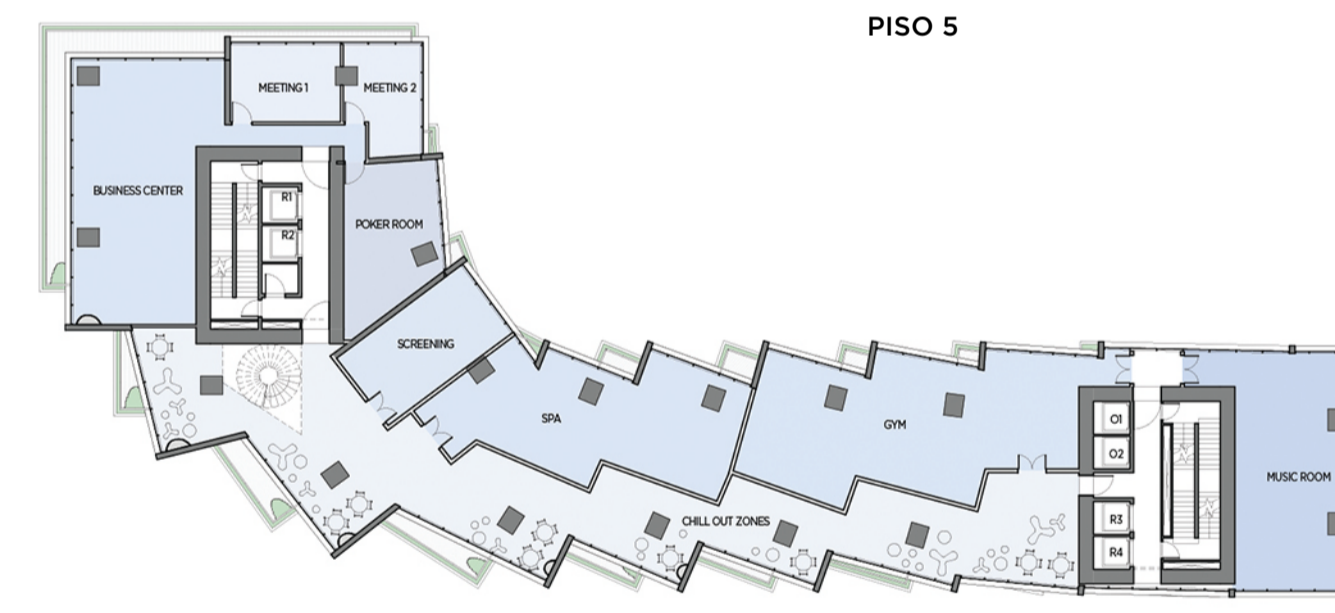 PISO 5
MEETING 1
MEETING 2
BUSINESS CENTER
R1
R2
POKER ROOM
SCREENING
SPA
GYM
O1
O2
MUSIC ROOM
CHILL OUT ZONES
R3
R4